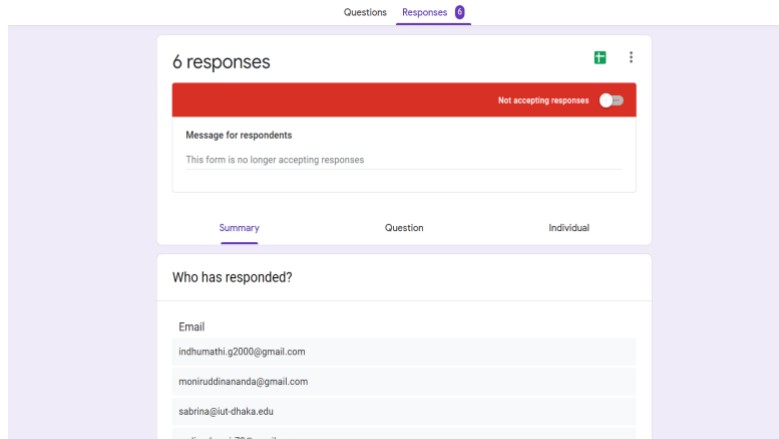 Questions Responses 6
6 responses
Not accepting responses
Message for respondents
This form is no longer accepting responses
Summary Question Individual
Who has responded?
Email
indhumathi.g2000@gmail.com
moniruddinananda@gmail.com
sabrina@iut-dhaka.edu